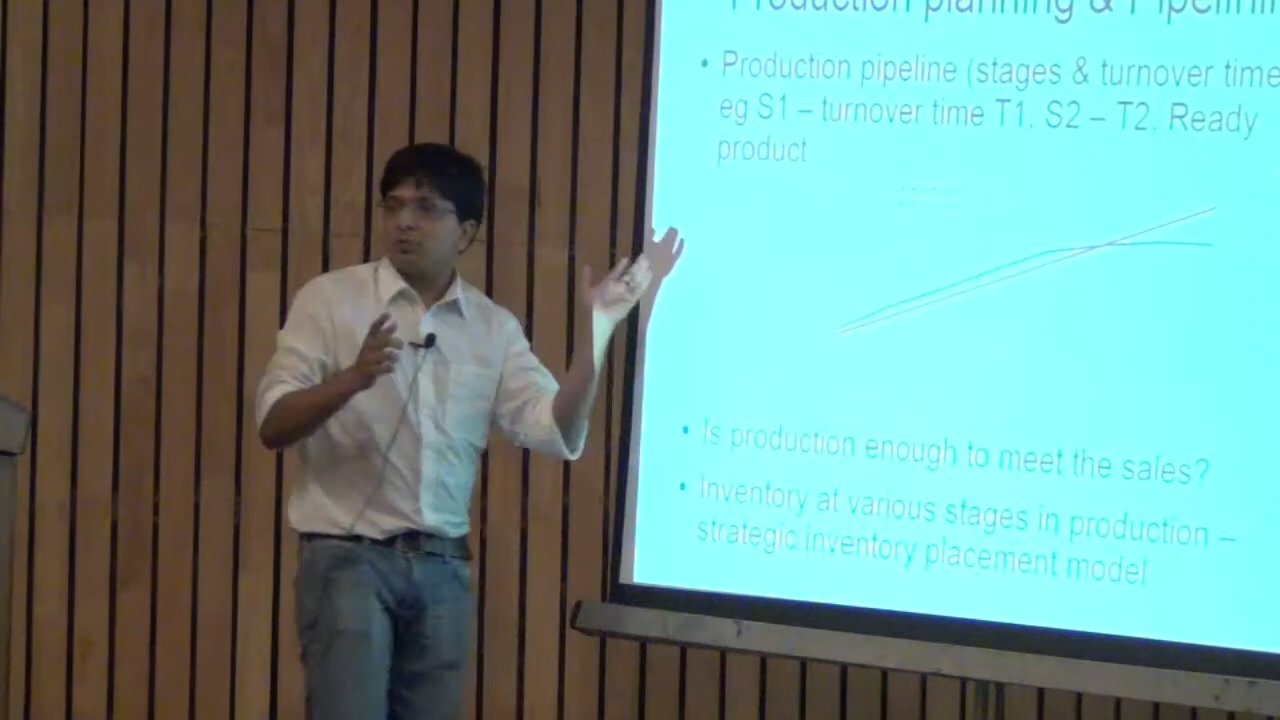 Production planning & Pipelinin
• Production pipeline (stages & turnover time
eg S1 – turnover time T1, S2 – T2, Ready
product
• Is production enough to meet the sales?
• Inventory at various stages in production –
strategic inventory placement model